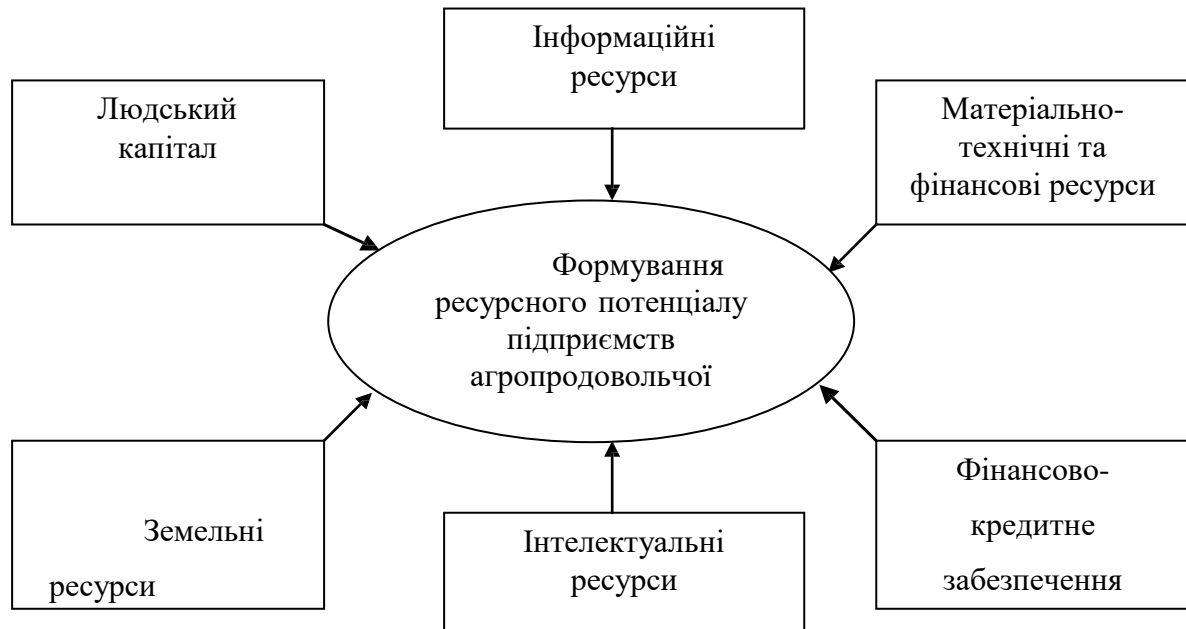 Інформаційні
ресурси
Людський
капітал
Матеріально-
технічні та
фінансові ресурси
Формування
ресурсного потенціалу
підприємств
агропродовольчої
Земельні
ресурси
Інтелектуальні
ресурси
Фінансово-
кредитне
забезпечення